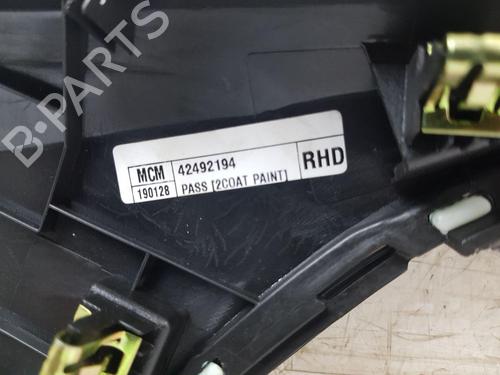 B-PARTS
MCM 42492194 RHD
190128 PASS [2COAT PAINT]